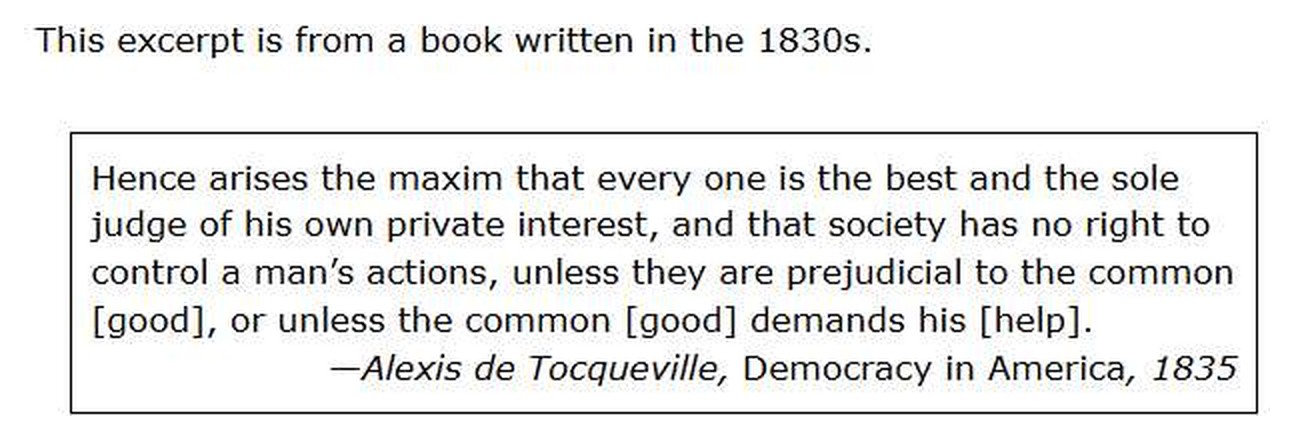 This excerpt is from a book written in the 1830s.
Hence arises the maxim that every one is the best and the sole
judge of his own private interest, and that society has no right to
control a man’s actions, unless they are prejudicial to the common
[good], or unless the common [good] demands his [help].
—Alexis de Tocqueville, Democracy in America, 1835